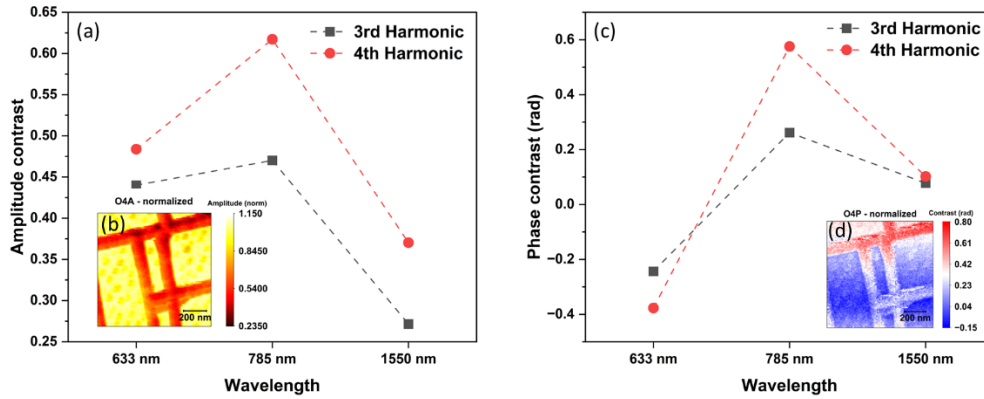 (a)
3rd Harmonic
4th Harmonic
0.65
0.60
0.55
0.50
0.45
0.40
0.35
0.30
0.25
Amplitude contrast
633 nm
785 nm
1550 nm
Wavelength
O4A - normalized
Amplitude (norm)
(b)
1.150
0.8450
0.5400
0.2350
200 nm
(c)
3rd Harmonic
4th Harmonic
0.6
0.4
0.2
0.0
−0.2
−0.4
Phase contrast (rad)
633 nm
785 nm
1550 nm
Wavelength
O4P - normalized
Contrast (rad)
(d)
0.80
0.61
0.42
0.23
0.04
−0.15
200 nm